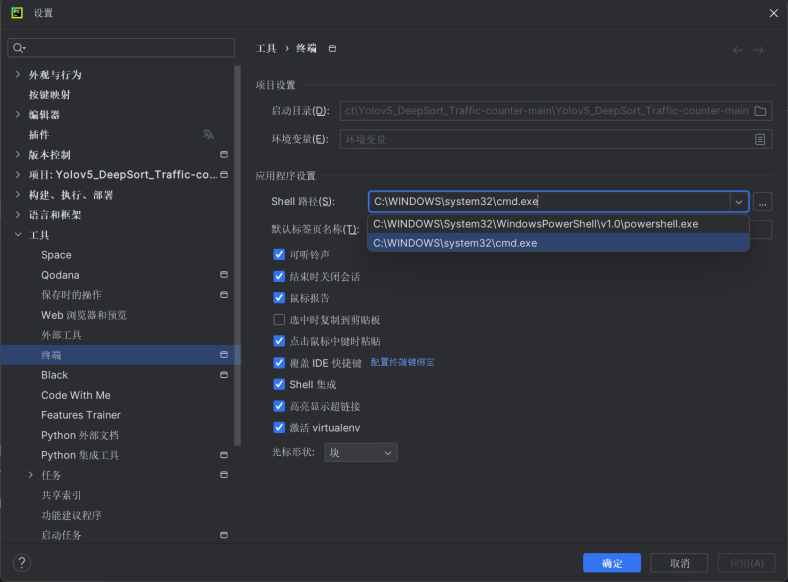 PC
设置
外观与行为
按键映射
编辑器
插件
版本控制
项目: Yolov5_DeepSort_Traffic-co...
构建、执行、部署
语言和框架
工具
Space
Qodana
保存时的操作
Web 浏览器和预览
外部工具
终端
Black
Code With Me
Features Trainer
Python 外部文档
Python 集成工具
任务
共享索引
功能建议程序
启动任务
工具 › 终端
项目设置
启动目录(D): ct\Yolov5_DeepSort_Traffic-counter-main\Yolov5_DeepSort_Traffic-counter-main
环境变量(E): 环境变量
应用程序设置
Shell 路径(S): C:\WINDOWS\system32\cmd.exe ...
C:\WINDOWS\System32\WindowsPowerShell\v1.0\powershell.exe
默认标签页名称(T):
C:\WINDOWS\system32\cmd.exe
可听铃声
结束时关闭会话
鼠标报告
选中时复制到剪贴板
点击鼠标中键时粘贴
覆盖 IDE 快捷键 配置终端键绑定
Shell 集成
高亮显示超链接
激活 virtualenv
光标形状: 块
?
确定
取消
应用(A)